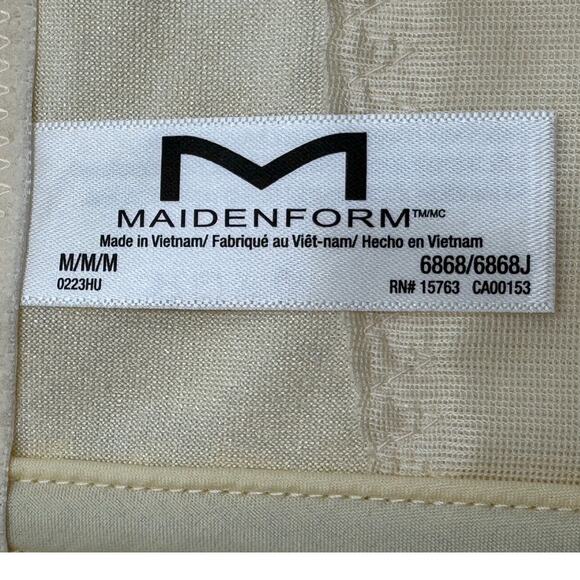 M
MAIDENFORM™/MC
Made in Vietnam/ Fabriqué au Viêt-nam/ Hecho en Vietnam
M/M/M 6868/6868J
0223HU RN# 15763 CA00153